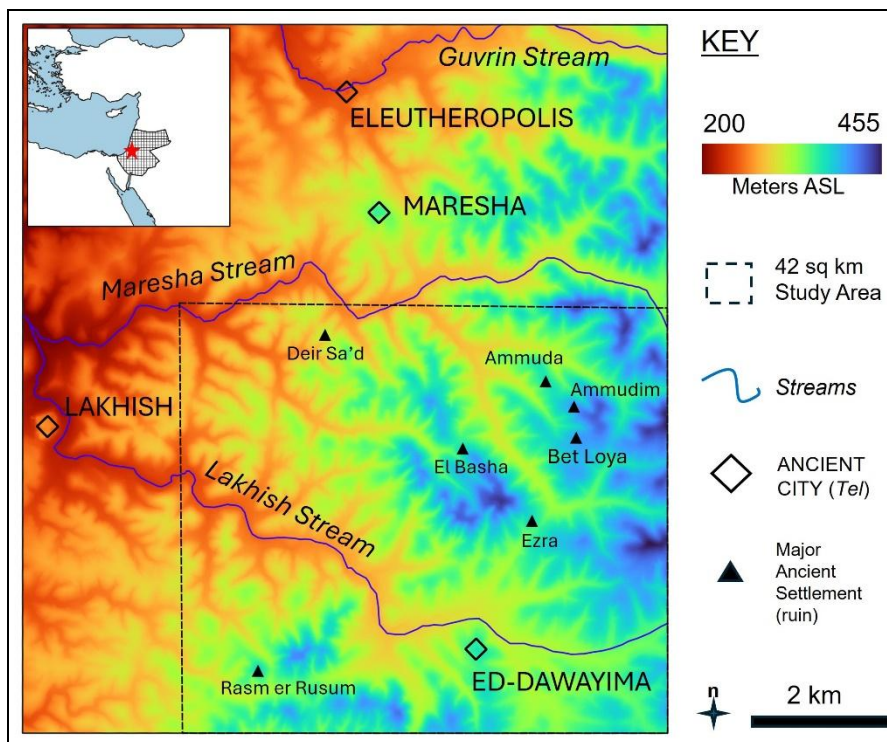 Guvrin Stream
ELEUTHEROPOLIS
MARESHA
Maresha Stream
Deir Sa'd
Ammuda
Ammudim
LAKHISH
El Basha
Bet Loya
Lakhish Stream
Ezra
Rasm er Rusum
ED-DAWAYIMA
KEY
200 455
Meters ASL
42 sq km
Study Area
Streams
ANCIENT
CITY (Tel)
Major
Ancient
Settlement
(ruin)
n
2 km